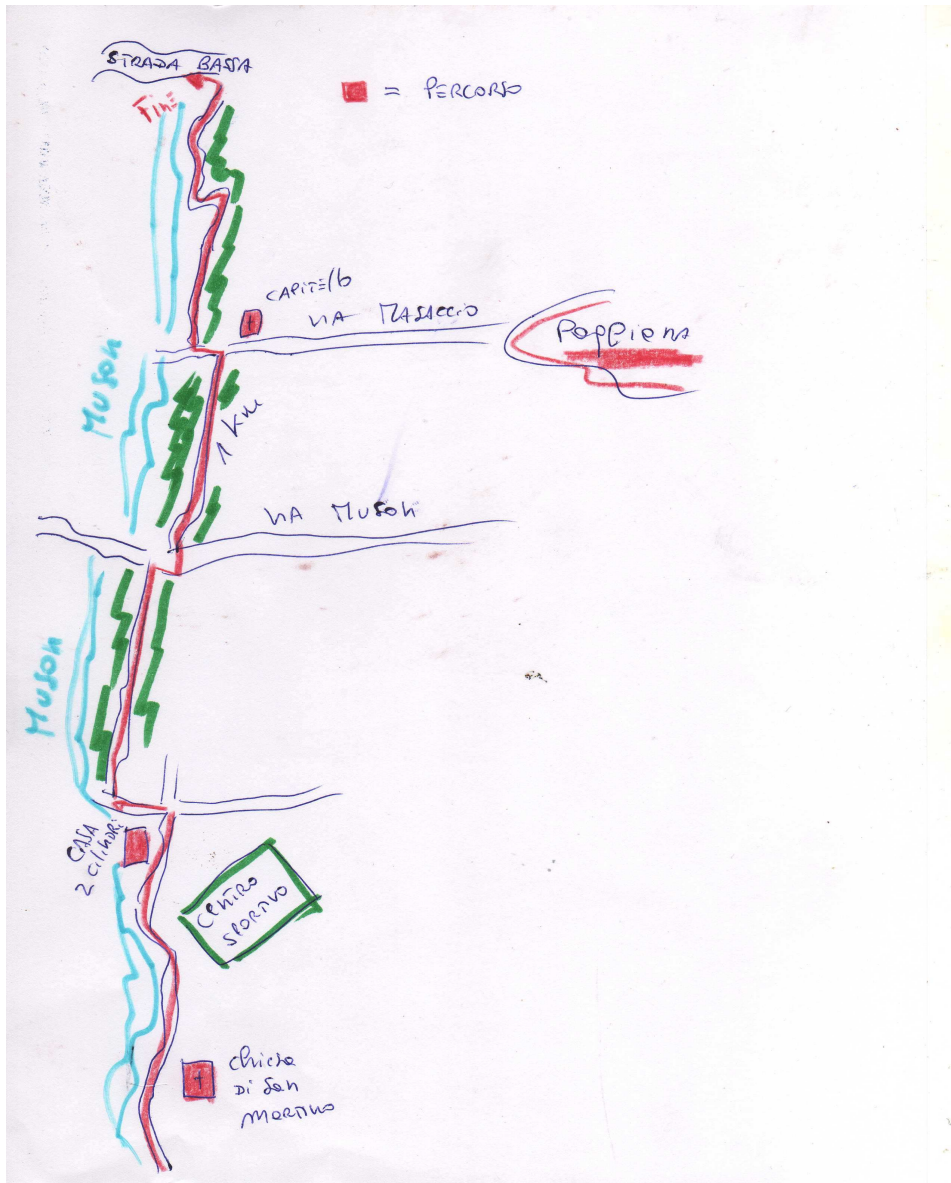 STRADA BASSA
FINE
= PERCORSO
CAPITELLO
VIA MASACCIO
Poppiena
MUSON
1 KM
VIA MUSON
MUSON
CASA
2 CILINDRI
CENTRO
SPORTIVO
Chiesa
Di San
Martino